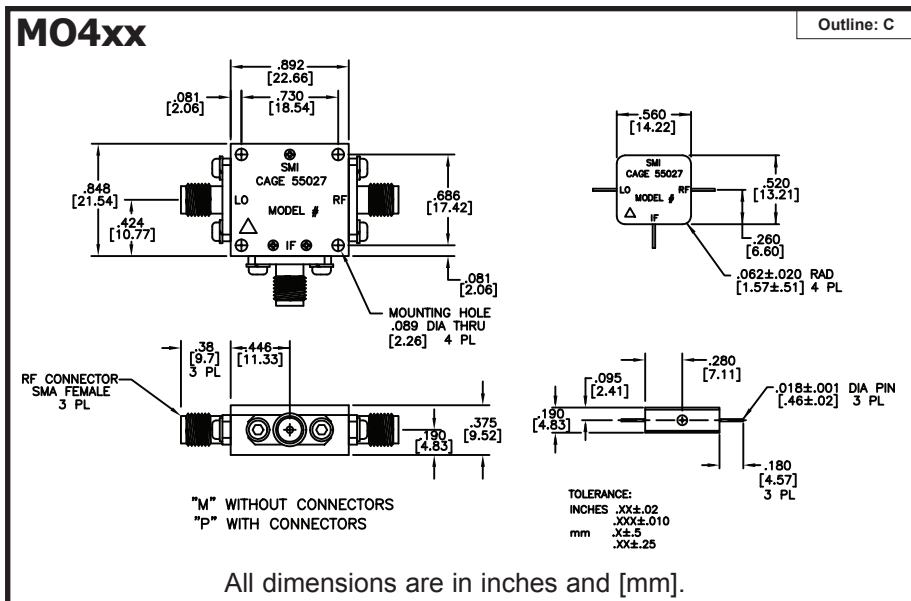 MO4xx
Outline: C
.892
[22.66]
.081
[2.06]
.730
[18.54]
SMI
CAGE 55027
LO
RF
MODEL #
IF
.848
[21.54]
.424
[10.77]
.686
[17.42]
.081
[2.06]
MOUNTING HOLE
.089 DIA THRU
[2.26] 4 PL
.560
[14.22]
SMI
CAGE 55027
LO
RF
MODEL #
IF
.520
[13.21]
.260
[6.60]
.062±.020 RAD
[1.57±.51] 4 PL
.38
[9.7]
3 PL
.446
[11.33]
RF CONNECTOR
SMA FEMALE
3 PL
.190
[4.83]
.375
[9.52]
"M" WITHOUT CONNECTORS
"P" WITH CONNECTORS
.095
[2.41]
.190
[4.83]
.280
[7.11]
.018±.001 DIA PIN
[.46±.02] 3 PL
.180
[4.57]
3 PL
TOLERANCE:
INCHES .XX±.02
.XXX±.010
mm .X±.5
.XX±.25
All dimensions are in inches and [mm].